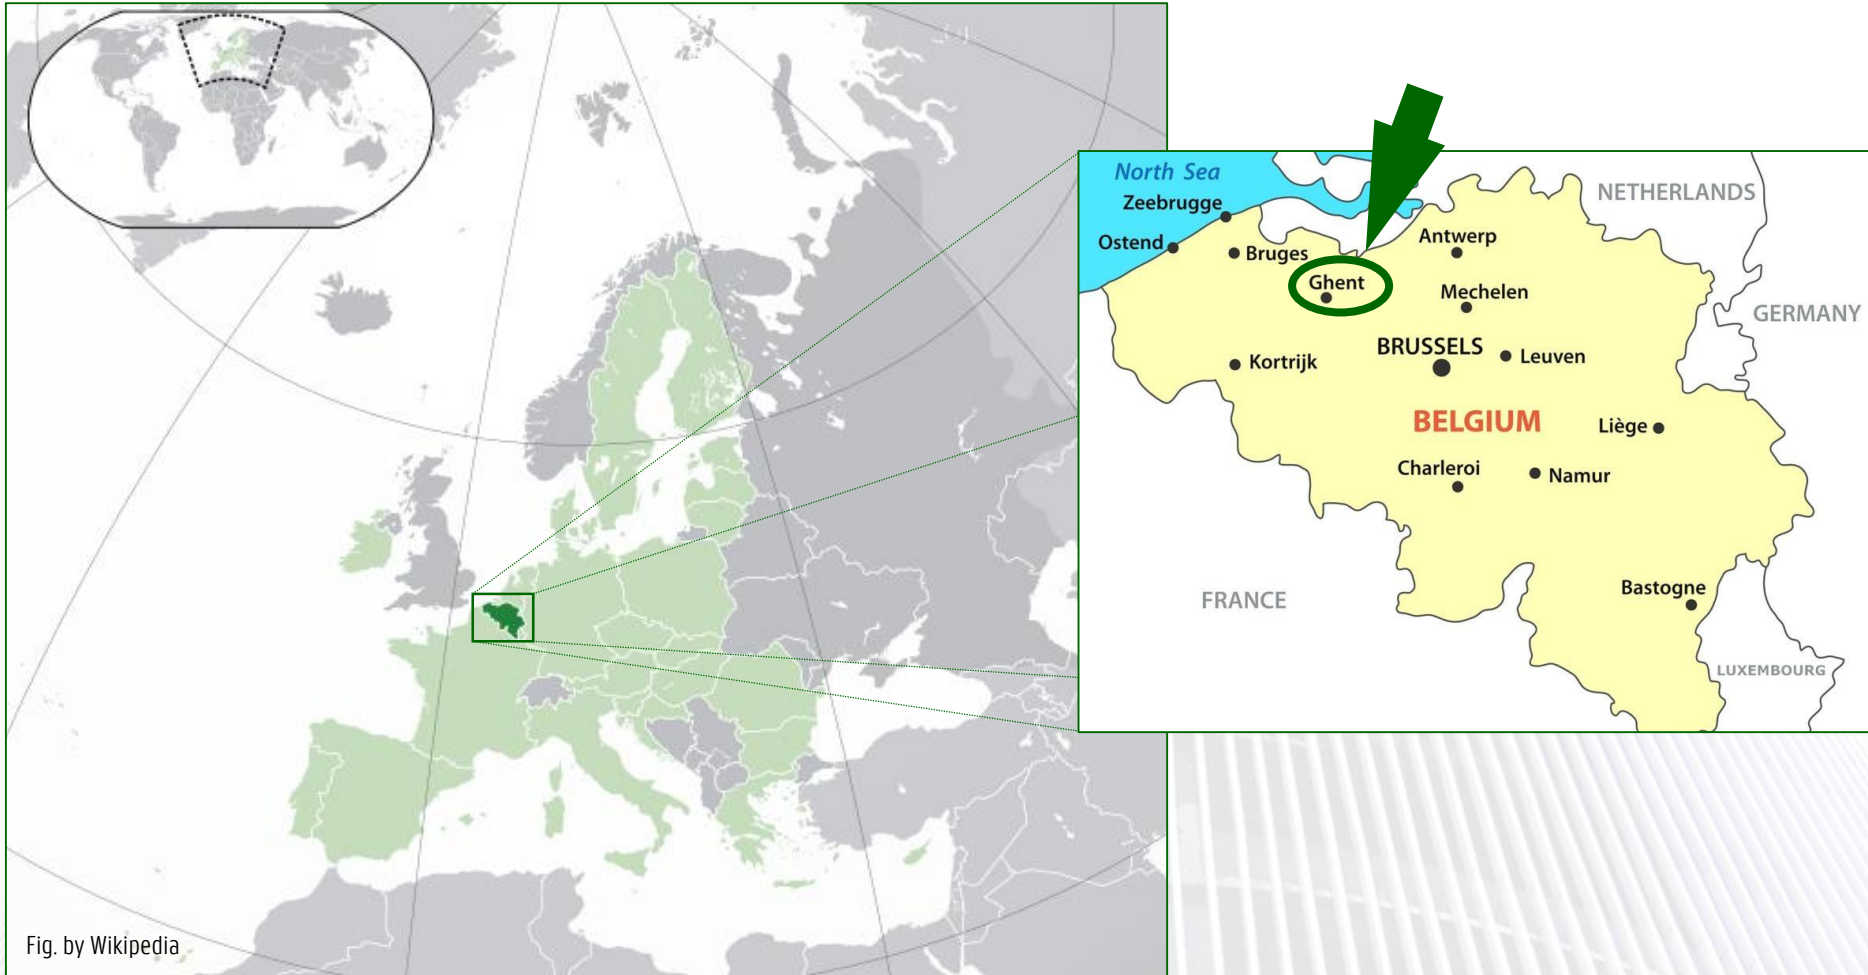 North Sea
NETHERLANDS
Zeebrugge
Ostend
Bruges
Antwerp
Ghent
Mechelen
GERMANY
BRUSSELS
Leuven
Kortrijk
BELGIUM
Liège
Charleroi
Namur
FRANCE
Bastogne
LUXEMBOURG
Fig. by Wikipedia